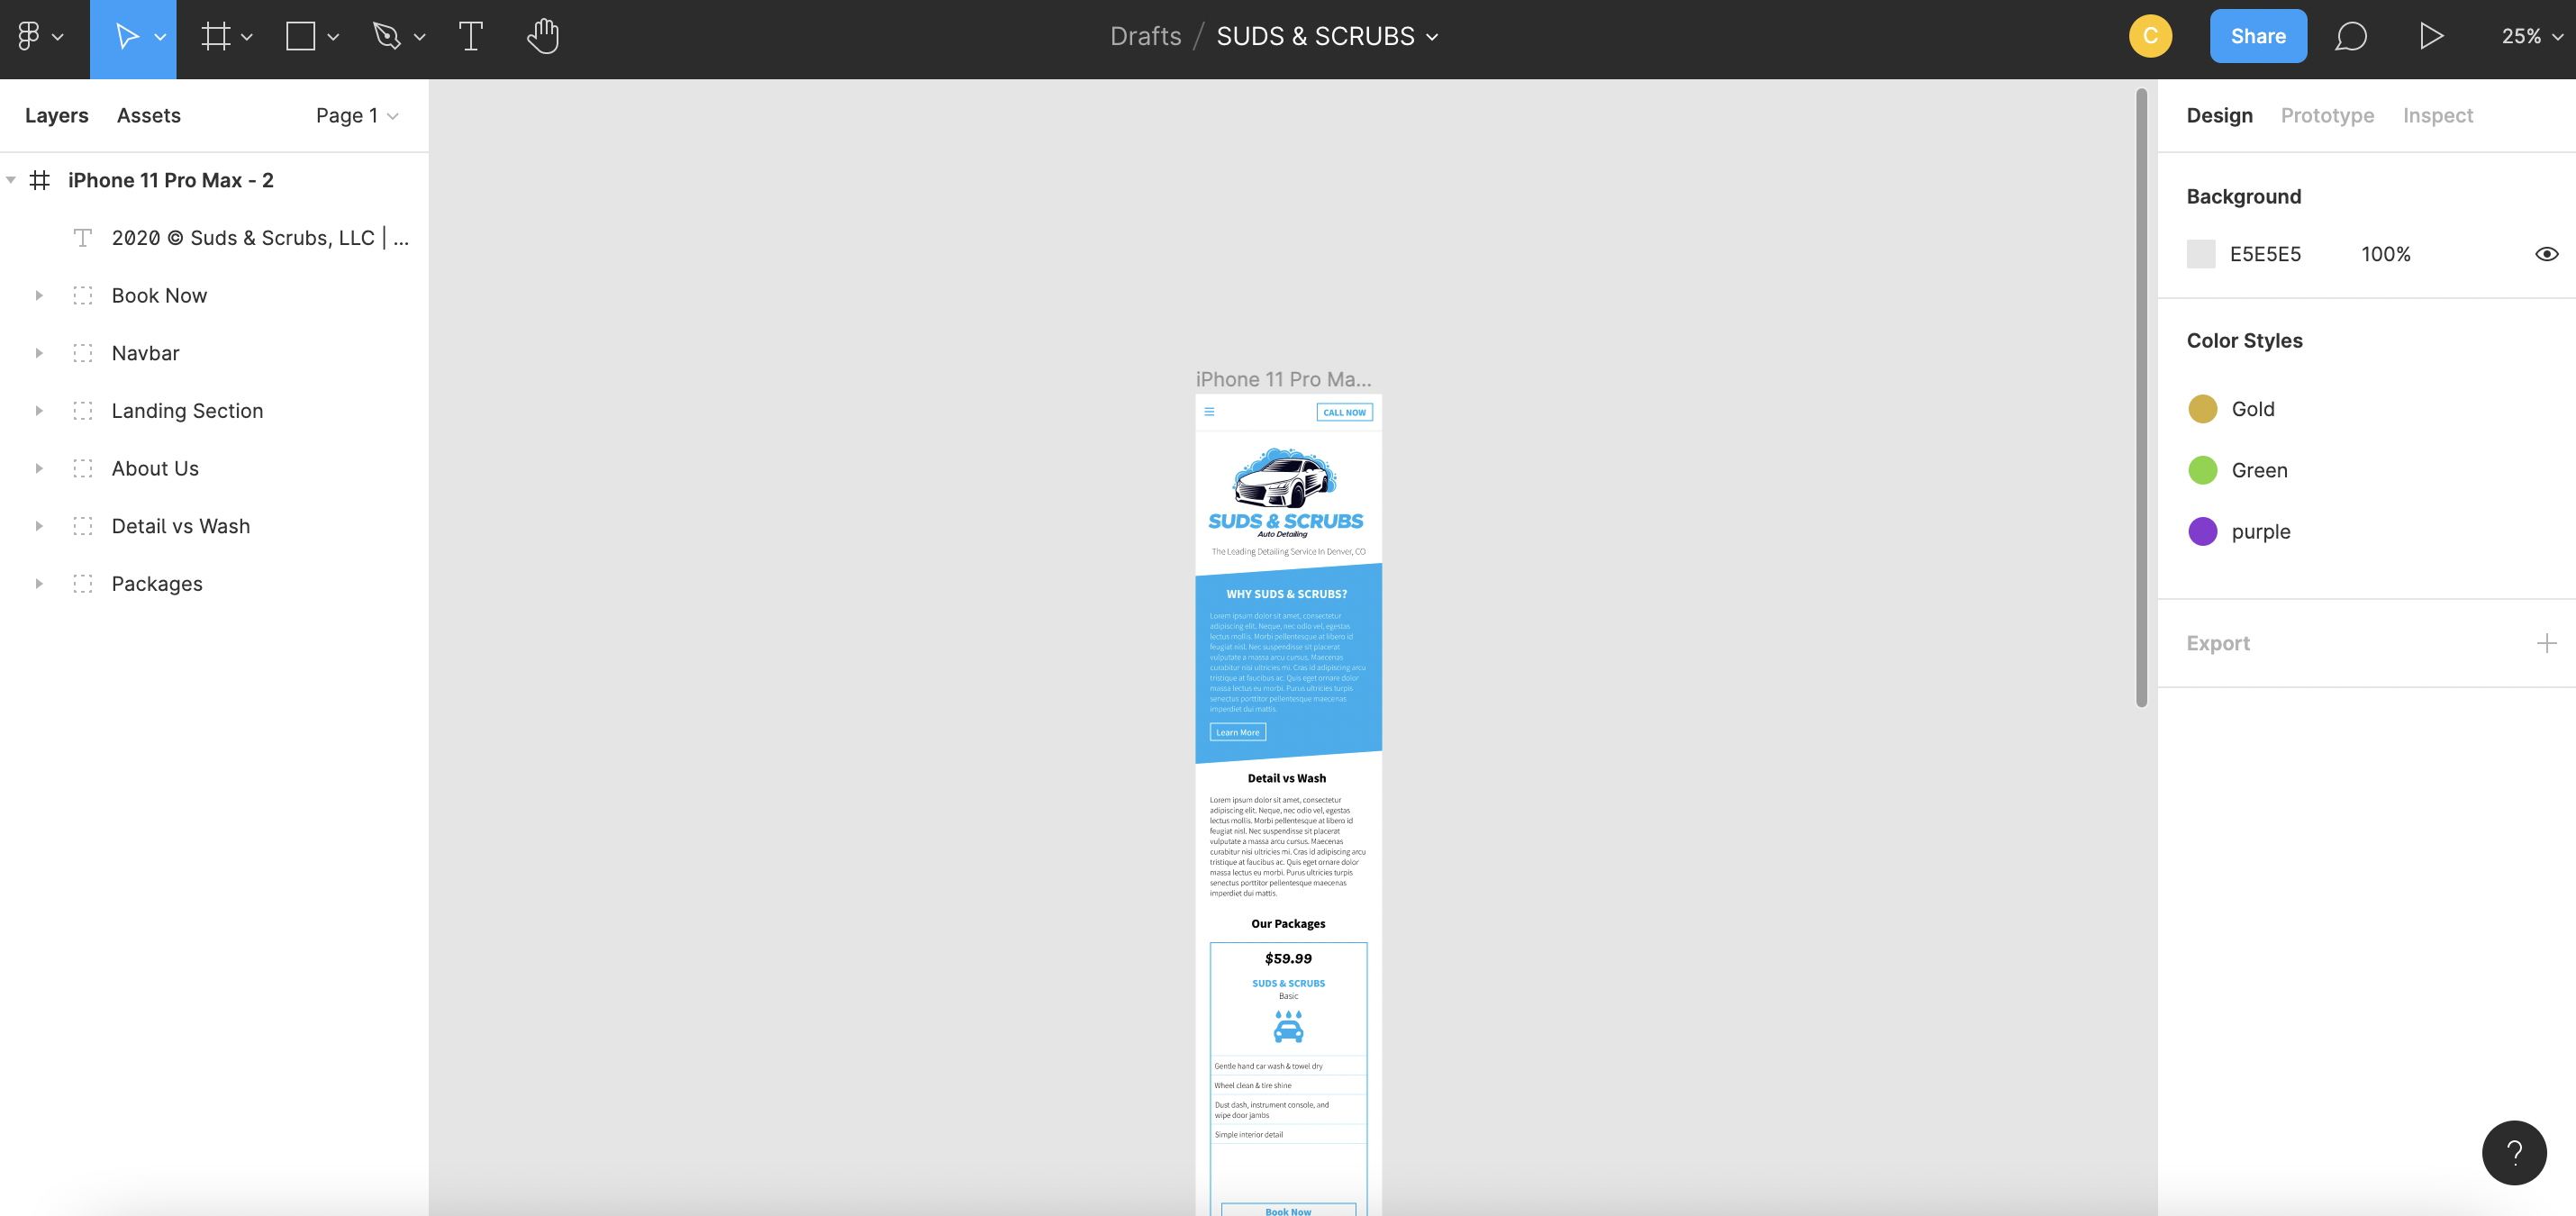 Drafts / SUDS & SCRUBS
C
Share
25%
Layers
Assets
Page 1
iPhone 11 Pro Max - 2
2020 © Suds & Scrubs, LLC | ...
Book Now
Navbar
Landing Section
About Us
Detail vs Wash
Packages
iPhone 11 Pro Ma...
CALL NOW
SUDS & SCRUBS
Auto Detailing
The Leading Detailing Service In Denver, CO
WHY SUDS & SCRUBS?
Lorem ipsum dolor sit amet, consectetur
adipiscing elit. Neque, nec odio vel, egestas
lectus mollis. Morbi pellentesque at libero id
feugiat nisl. Nec suspendisse sit placerat
vulputate a massa arcu cursus. Maecenas
curabitur nisi ultricies mi. Cras id adipiscing arcu
tristique at faucibus ac. Quis eget ornare dolor
massa lectus eu morbi. Purus ultricies turpis
senectus porttitor pellentesque maecenas
imperdiet dui mattis.
Learn More
Detail vs Wash
Lorem ipsum dolor sit amet, consectetur
adipiscing elit. Neque, nec odio vel, egestas
lectus mollis. Morbi pellentesque at libero id
feugiat nisl. Nec suspendisse sit placerat
vulputate a massa arcu cursus. Maecenas
curabitur nisi ultricies mi. Cras id adipiscing arcu
tristique at faucibus ac. Quis eget ornare dolor
massa lectus eu morbi. Purus ultricies turpis
senectus porttitor pellentesque maecenas
imperdiet dui mattis.
Our Packages
$59.99
SUDS & SCRUBS
Basic
Gentle hand car wash & towel dry
Wheel clean & tire shine
Dust dash, instrument console, and
wipe door jambs
Simple interior detail
Book Now
Design
Prototype
Inspect
Background
E5E5E5
100%
Color Styles
Gold
Green
purple
Export
?